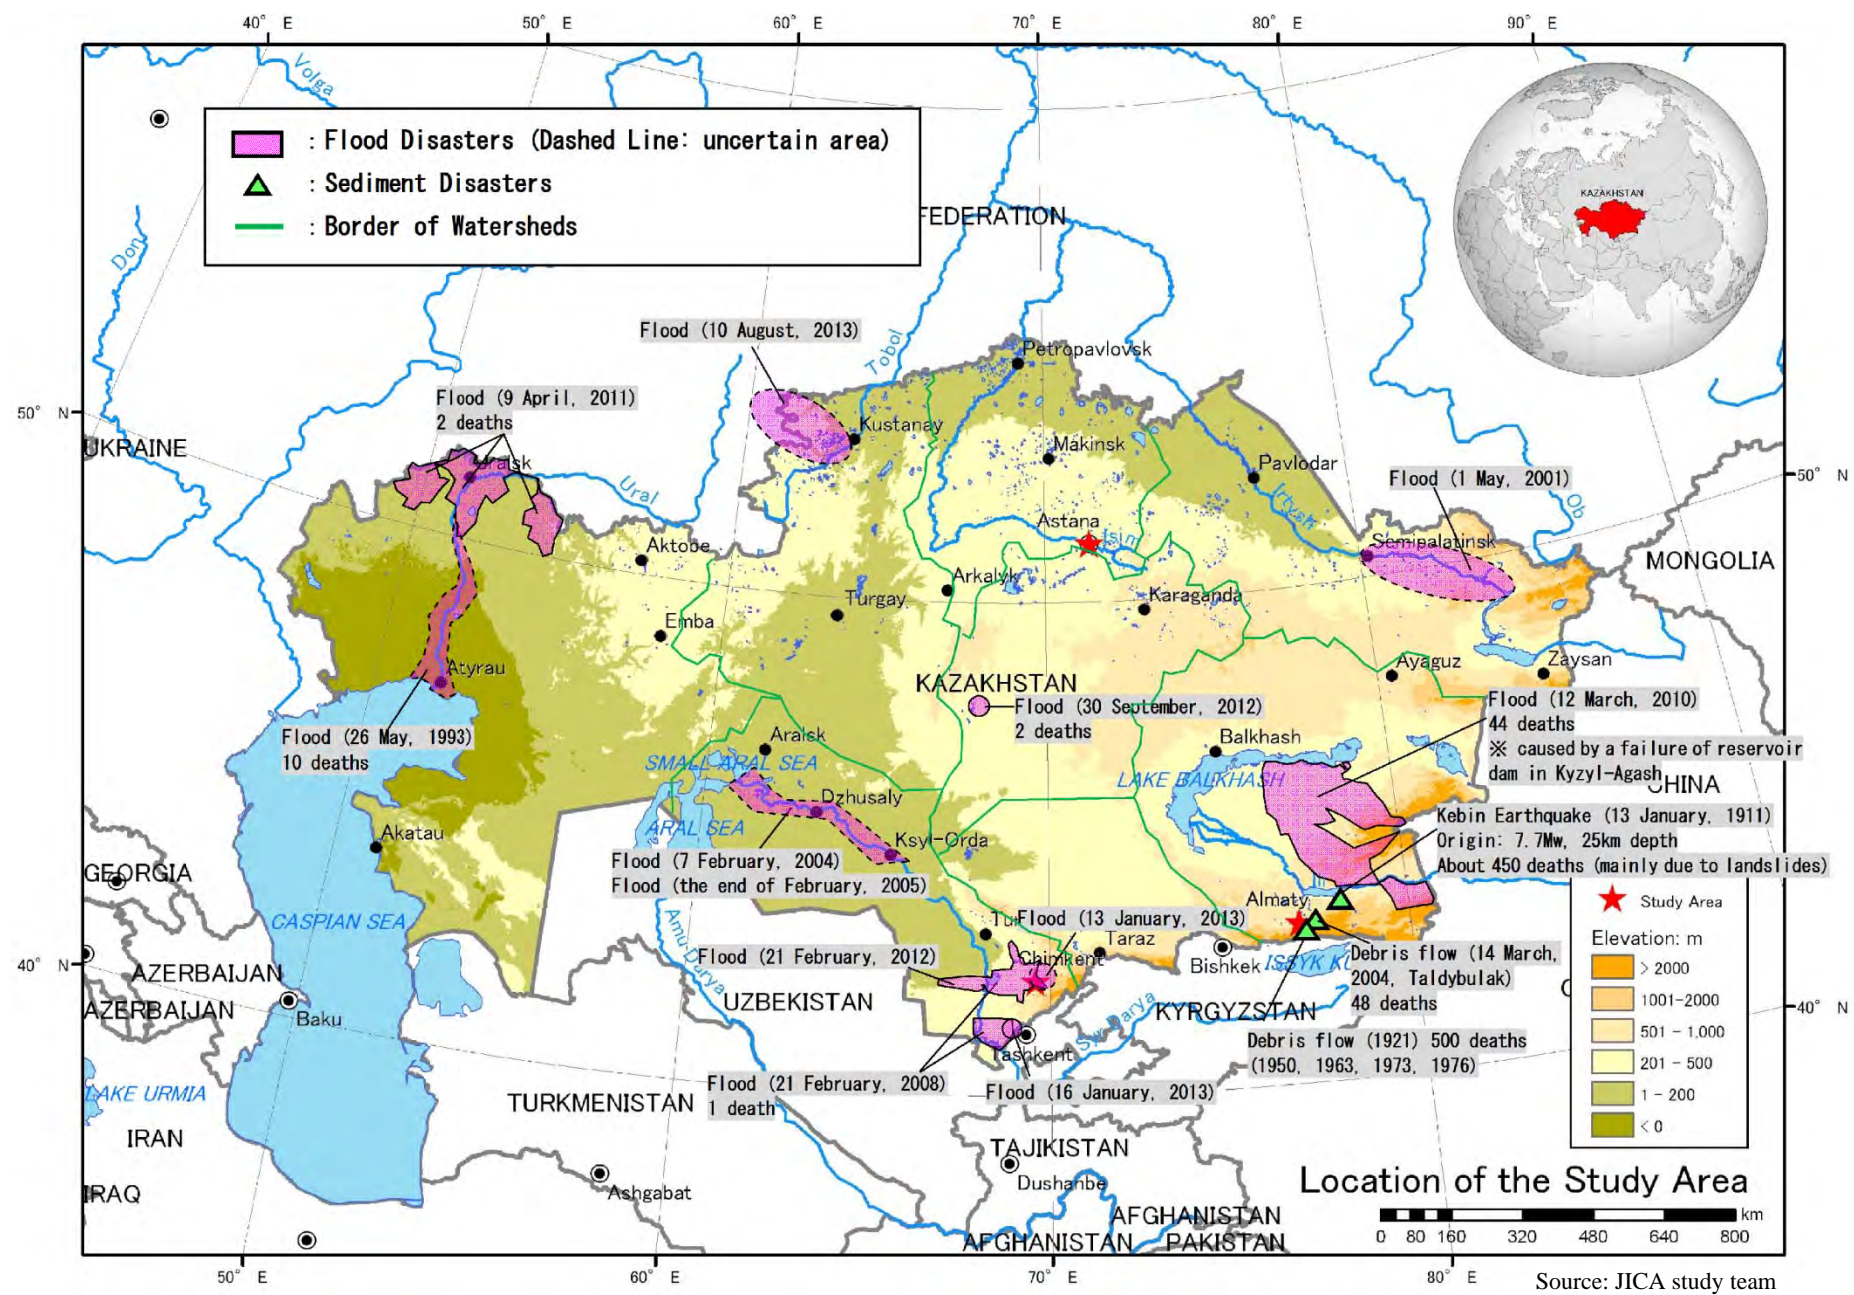 40° E
50° E
60° E
70° E
80° E
90° E
Volga
: Flood Disasters (Dashed Line: uncertain area)
: Sediment Disasters
: Border of Watersheds
Don
FEDERATION
KAZAKHSTAN
Flood (10 August, 2013)
Tobol
Petropavlovsk
50° N
Flood (9 April, 2011)
2 deaths
Kustanay
UKRAINE
Makinsk
Uralsk
Pavlodar
50° N
Flood (1 May, 2001)
Ural
Irtysh
Ob
Astana
Isim
Semipalatinsk
Aktobe
MONGOLIA
Arkalyk
Turgay
Karaganda
Emba
Atyrau
Ayaguz
Zaysan
KAZAKHSTAN
Flood (30 September, 2012)
2 deaths
Flood (12 March, 2010)
44 deaths
※ caused by a failure of reservoir
dam in Kyzyl-Agash
Flood (26 May, 1993)
10 deaths
Aralsk
Balkhash
SMALL ARAL SEA
LAKE BALKHASH
CHINA
Dzhusaly
ARAL SEA
Akatau
Ksyl-Orda
Kebin Earthquake (13 January, 1911)
Origin: 7.7Mw, 25km depth
About 450 deaths (mainly due to landslides)
Flood (7 February, 2004)
Flood (the end of February, 2005)
GEORGIA
Ili
Almaty
Study Area
CASPIAN SEA
Amu-Darya
Tur
Flood (13 January, 2013)
Taraz
Elevation: m
Flood (21 February, 2012)
Chimkent
Bishkek
ISSYK KU
Debris flow (14 March,
2004, Taldybulak)
48 deaths
> 2000
40° N
AZERBAIJAN
1001-2000
C
40° N
UZBEKISTAN
AZERBAIJAN
Baku
Syr-Darya
KYRGYZSTAN
501 - 1,000
Tashkent
Debris flow (1921) 500 deaths
(1950, 1963, 1973, 1976)
201 - 500
Flood (21 February, 2008)
1 death
Flood (16 January, 2013)
LAKE URMIA
TURKMENISTAN
1 - 200
< 0
IRAN
TAJIKISTAN
Dushanbe
IRAQ
Ashgabat
Location of the Study Area
AFGHANISTAN
km
AFGHANISTAN
PAKISTAN
0 80 160 320 480 640 800
50° E
60° E
70° E
80° E
Source: JICA study team